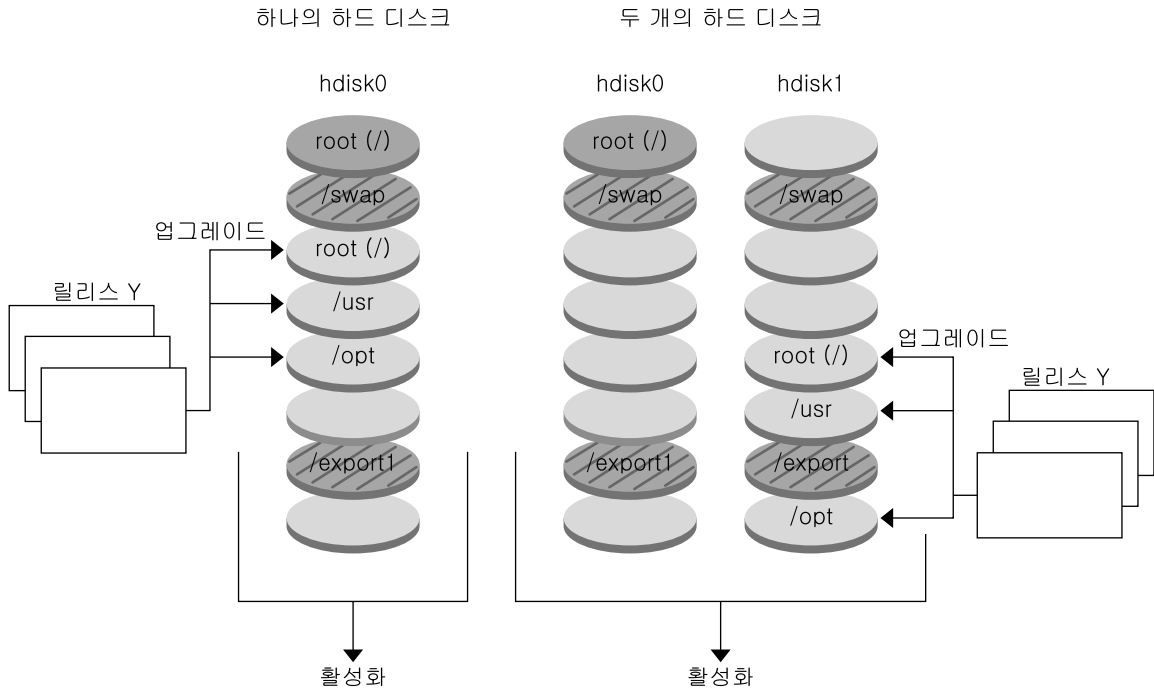 하나의 하드 디스크
두 개의 하드 디스크
hdisk0
hdisk0
hdisk1
root (/)
root (/)
/swap
/swap
/swap
업그레이드
root (/)
릴리스 Y
/usr
업그레이드
/opt
root (/)
릴리스 Y
/usr
/export1
/export1
/export
/opt
활성화
활성화